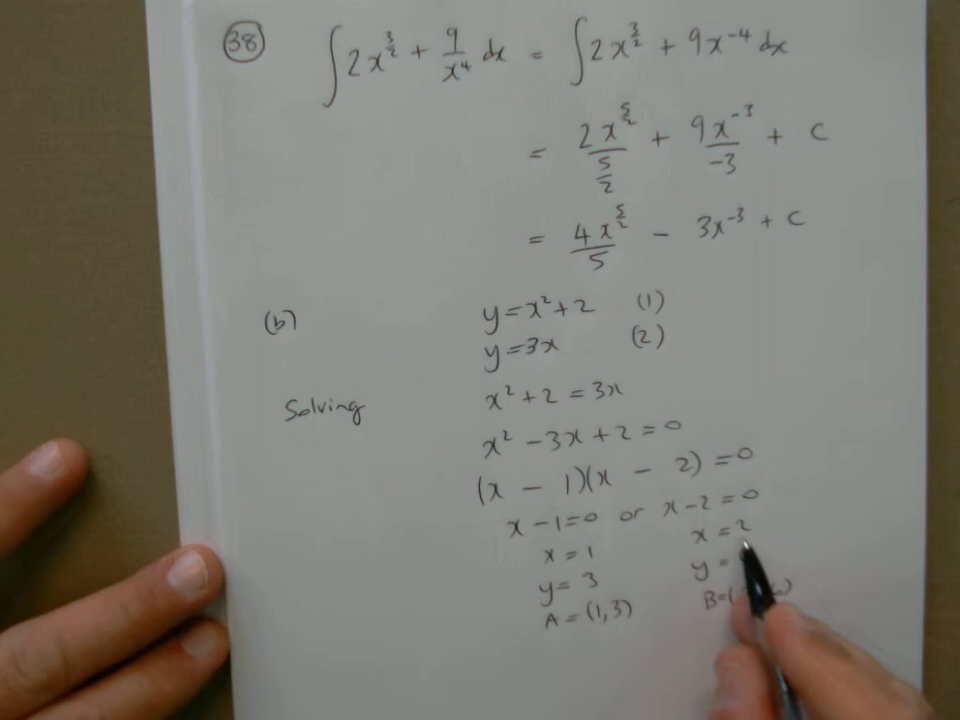 (38) ∫ 2x^{3/2} + 9/x⁴ dx = ∫ 2x^{3/2} + 9x⁻⁴ dx
= 2x^{5/2}/(5/2) + 9x⁻³/-3 + c
= 4x^{5/2}/5 - 3x⁻³ + c
(b) y = x² + 2 (1)
y = 3x (2)
Solving x² + 2 = 3x
x² - 3x + 2 = 0
(x - 1)(x - 2) = 0
x - 1 = 0 or x - 2 = 0
x = 1 x = 2
y = 3 y =
A = (1,3) B = (